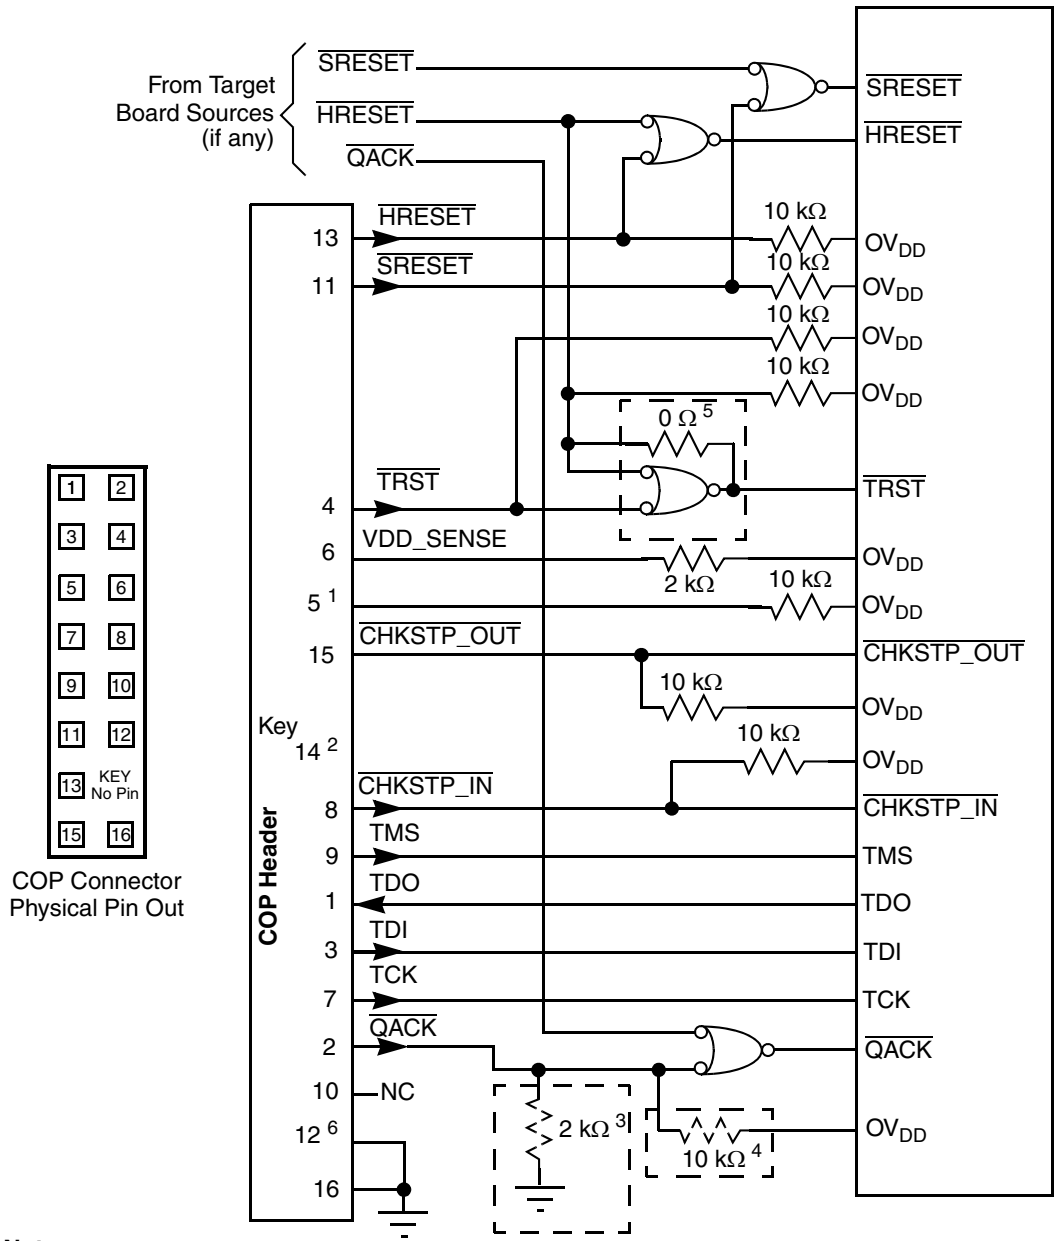 From Target
Board Sources
(if any)
SRESET
HRESET
QACK
SRESET
HRESET
13
HRESET
10 kΩ
OVDD
11
SRESET
10 kΩ
OVDD
10 kΩ
OVDD
10 kΩ
OVDD
0 Ω 5
4
TRST
TRST
6
VDD_SENSE
2 kΩ
OVDD
5 1
10 kΩ
OVDD
15
CHKSTP_OUT
CHKSTP_OUT
10 kΩ
OVDD
Key
14 2
10 kΩ
OVDD
8
CHKSTP_IN
CHKSTP_IN
9
TMS
TMS
1
TDO
TDO
3
TDI
TDI
7
TCK
TCK
2
QACK
QACK
10
NC
12 6
16
2 kΩ 3
10 kΩ 4
OVDD
COP Header
1 2
3 4
5 6
7 8
9 10
11 12
13 KEY
No Pin
15 16
COP Connector
Physical Pin Out